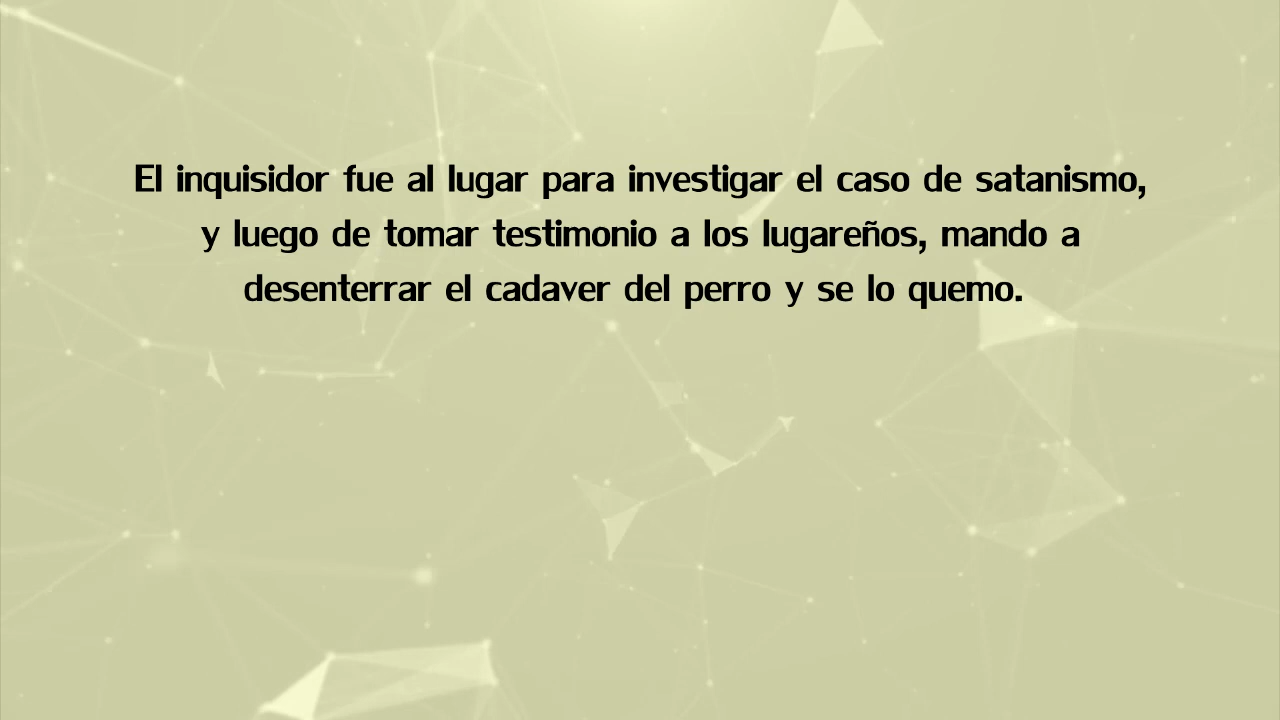 El inquisidor fue al lugar para investigar el caso de satanismo,
y luego de tomar testimonio a los lugareños, mando a
desenterrar el cadaver del perro y se lo quemo.